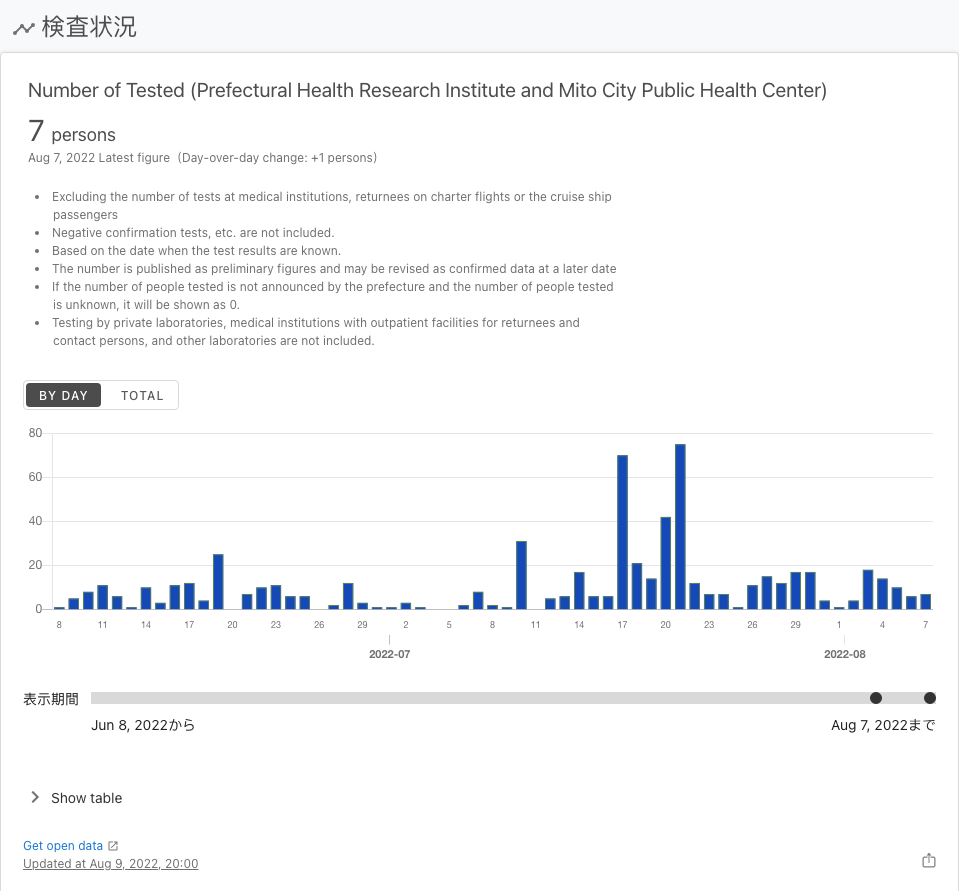 検査状況
Number of Tested (Prefectural Health Research Institute and Mito City Public Health Center)
7 persons
Aug 7, 2022 Latest figure（Day-over-day change: +1 persons）
• Excluding the number of tests at medical institutions, returnees on charter flights or the cruise ship
passengers
• Negative confirmation tests, etc. are not included.
• Based on the date when the test results are known.
• The number is published as preliminary figures and may be revised as confirmed data at a later date
• If the number of people tested is not announced by the prefecture and the number of people tested
is unknown, it will be shown as 0.
• Testing by private laboratories, medical institutions with outpatient facilities for returnees and
contact persons, and other laboratories are not included.
BY DAY TOTAL
80
60
40
20
0
8 11 14 17 20 23 26 29 2 5 8 11 14 17 20 23 26 29 1 4 7
2022-07 2022-08
表示期間
Jun 8, 2022から Aug 7, 2022まで
Show table
Get open data
Updated at Aug 9, 2022, 20:00